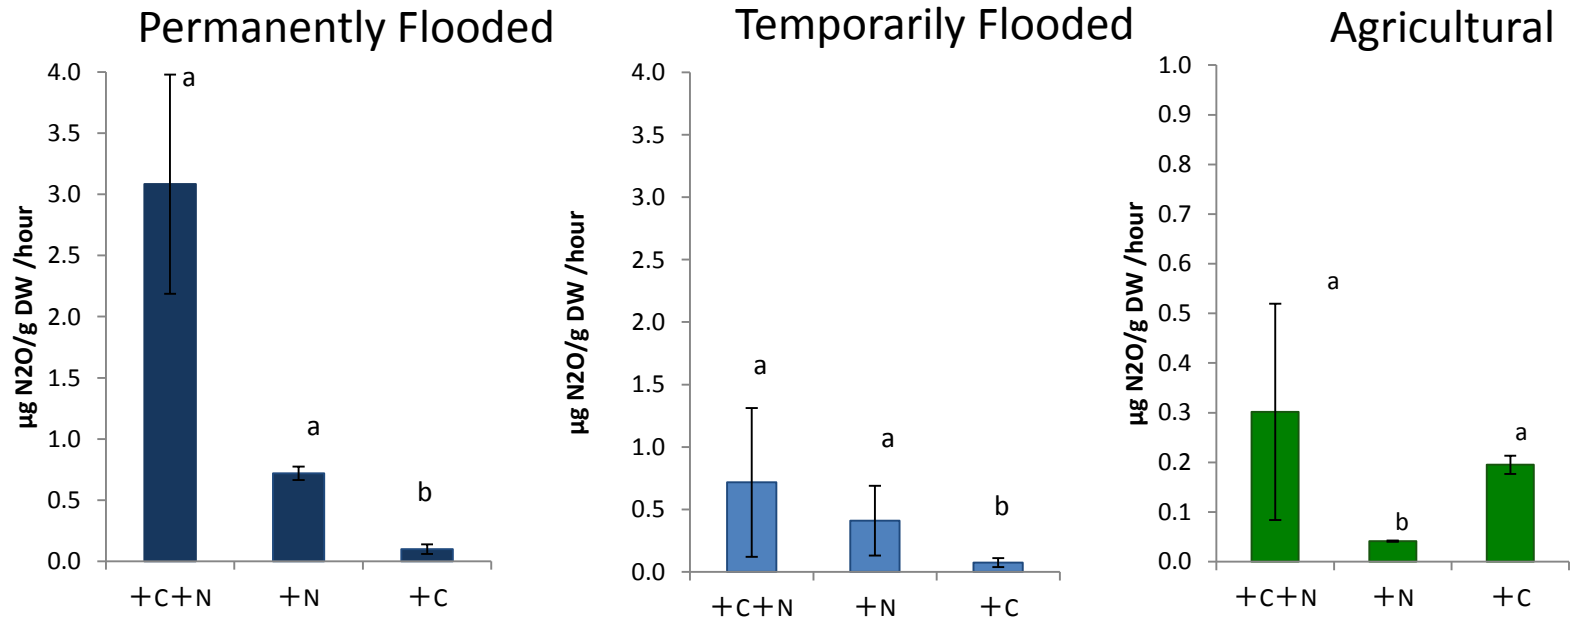 Permanently Flooded
µg N2O/g DW /hour
4.0
3.5
3.0
2.5
2.0
1.5
1.0
0.5
0.0
a
a
b
+C+N
+N
+C
Temporarily Flooded
µg N2O/g DW /hour
4.0
3.5
3.0
2.5
2.0
1.5
1.0
0.5
0.0
a
a
b
+C+N
+N
+C
Agricultural
µg N2O/g DW /hour
1.0
0.9
0.8
0.7
0.6
0.5
0.4
0.3
0.2
0.1
0.0
a
b
a
+C+N
+N
+C